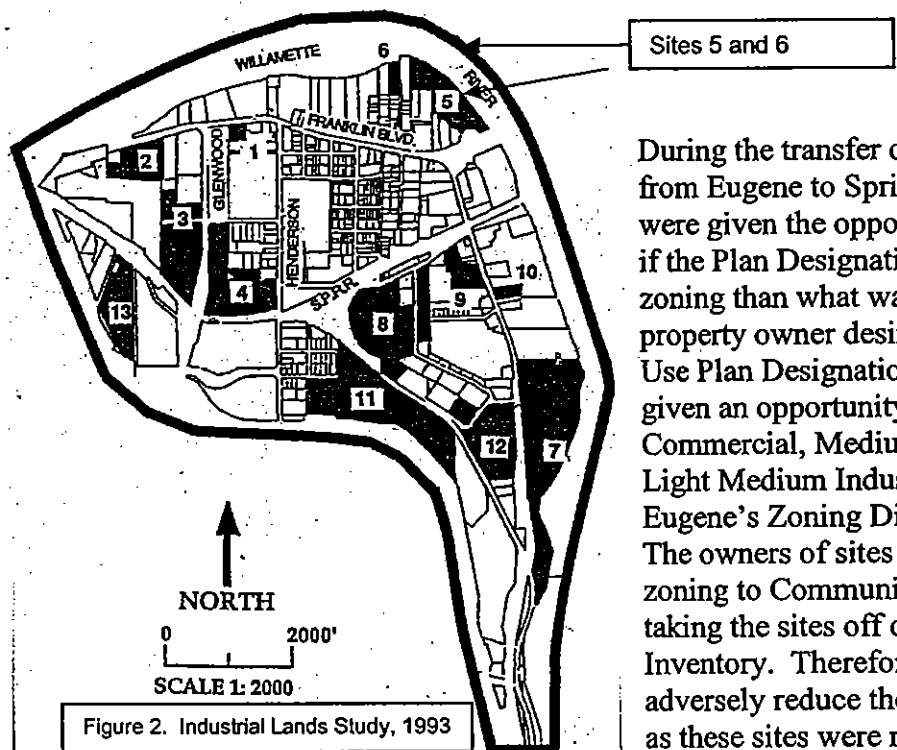 Sites 5 and 6
WILLAMETTE
RIVER
6
5
FRANKLIN BLVD.
GLENWOOD
1
2
3
HENDERSON
4
S.P.R.R.
10
9
13
8
11
12
7
NORTH
0 2000'
SCALE 1: 2000
Figure 2. Industrial Lands Study, 1993
During the transfer
from Eugene to Spri
were given the oppo
if the Plan Designati
zoning than what wa
property owner desi
Use Plan Designatio
given an opportunity
Commercial, Mediu
Light Medium Indus
Eugene's Zoning Di
The owners of sites
zoning to Communi
taking the sites off o
Inventory. Therefor
adversely reduce the
as these sites were r